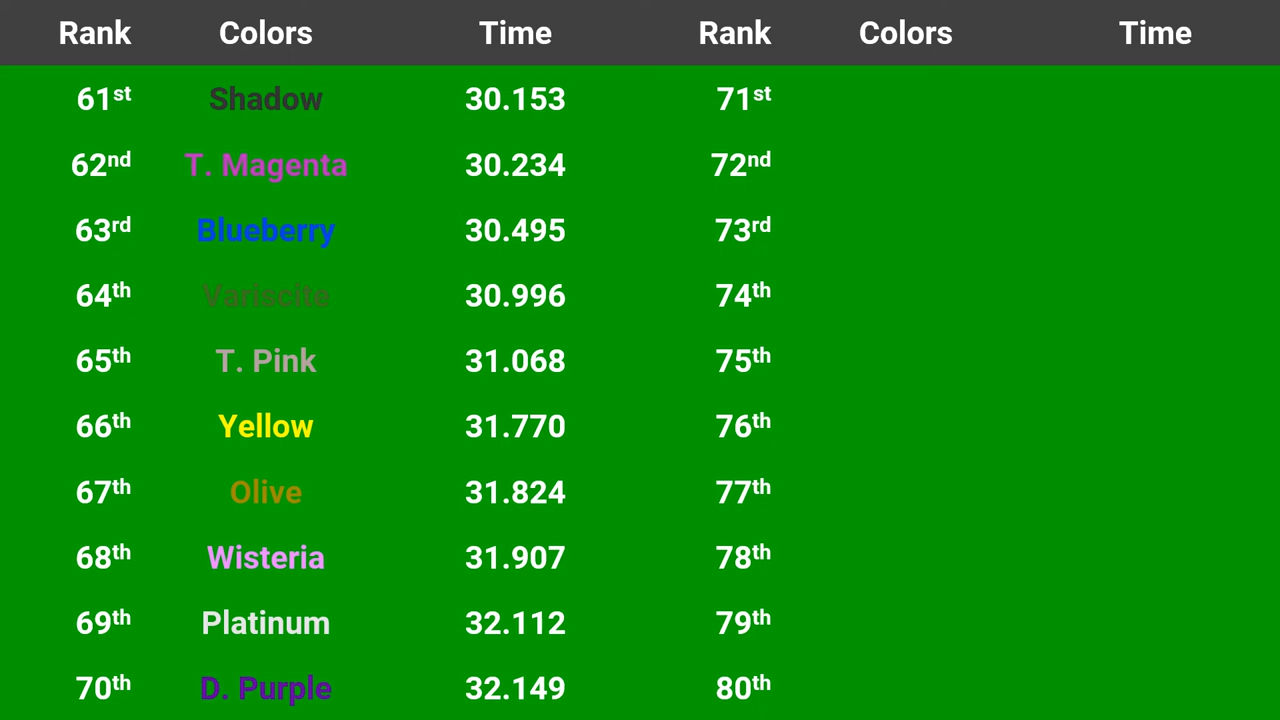 Rank Colors Time Rank Colors Time
61st Shadow 30.153 71st
62nd T. Magenta 30.234 72nd
63rd Blueberry 30.495 73rd
64th Variscite 30.996 74th
65th T. Pink 31.068 75th
66th Yellow 31.770 76th
67th Olive 31.824 77th
68th Wisteria 31.907 78th
69th Platinum 32.112 79th
70th D. Purple 32.149 80th